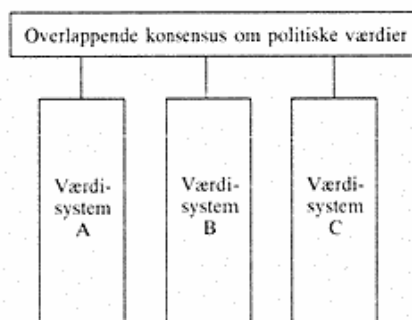 Overlappende konsensus om politiske værdier
Værdi-
system
A
Værdi-
system
B
Værdi-
system
C